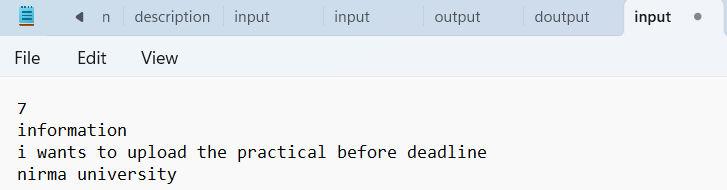 n description input input output doutput input
File Edit View
7
information
i wants to upload the practical before deadline
nirma university